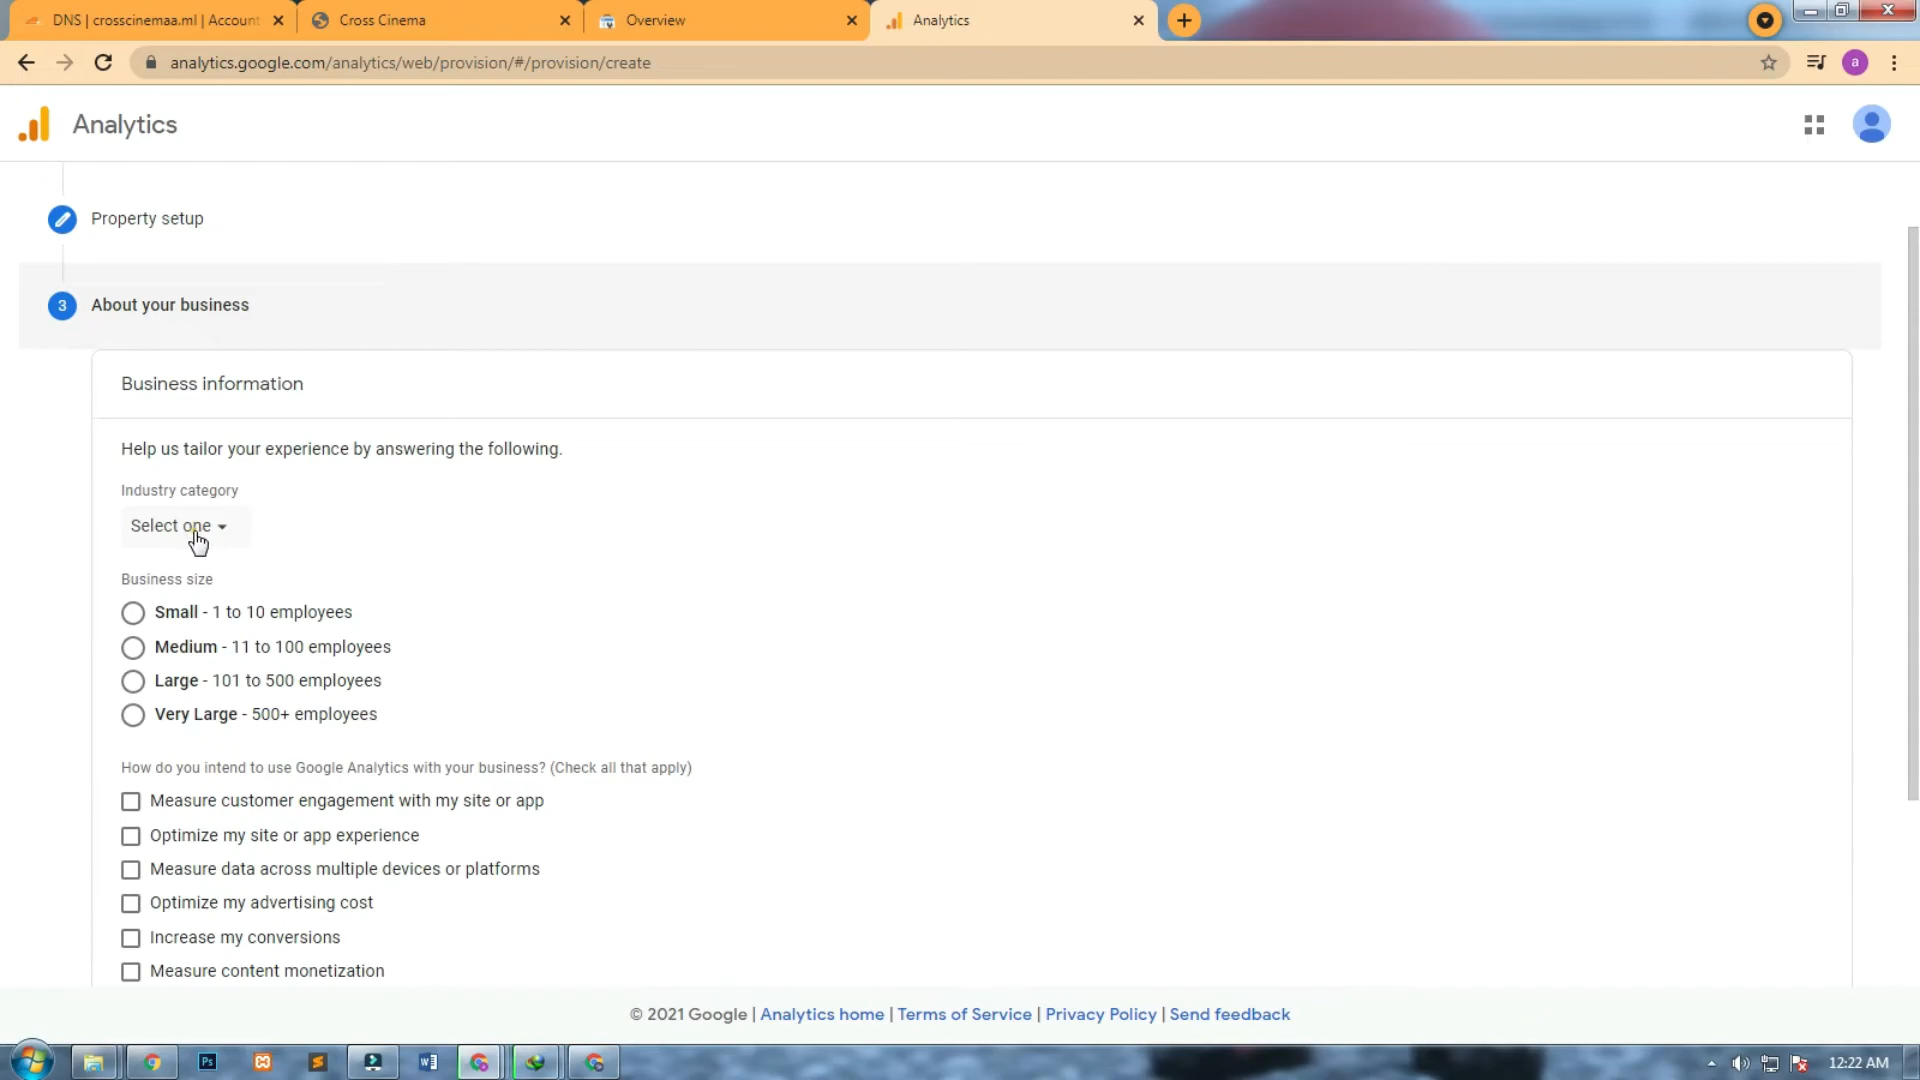 DNS | crosscinemaa.ml | Account
Cross Cinema
Overview
Analytics
analytics.google.com/analytics/web/provision/#/provision/create
a
Analytics
Property setup
3 About your business
Business information
Help us tailor your experience by answering the following.
Industry category
Select one
Business size
Small - 1 to 10 employees
Medium - 11 to 100 employees
Large - 101 to 500 employees
Very Large - 500+ employees
How do you intend to use Google Analytics with your business? (Check all that apply)
Measure customer engagement with my site or app
Optimize my site or app experience
Measure data across multiple devices or platforms
Optimize my advertising cost
Increase my conversions
Measure content monetization
© 2021 Google | Analytics home | Terms of Service | Privacy Policy | Send feedback
Ps
12:22 AM